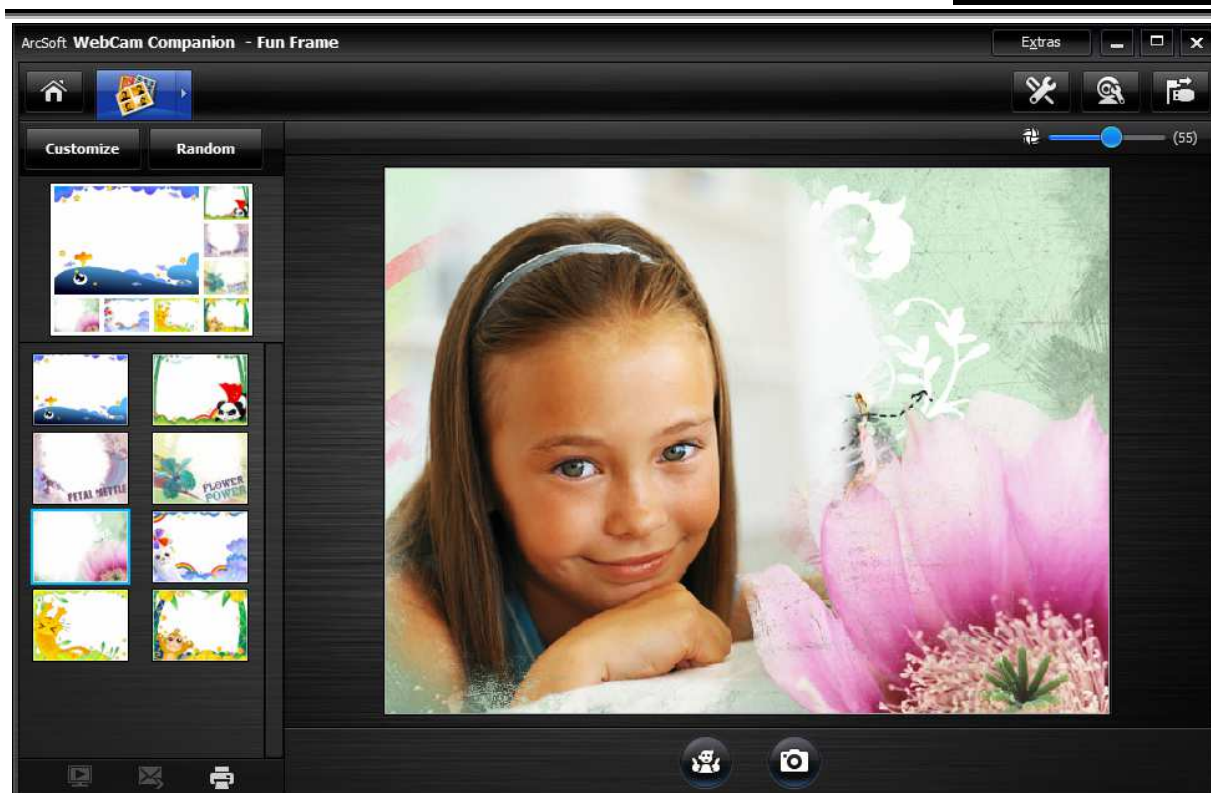 ArcSoft WebCam Companion - Fun Frame
Extras
Customize Random
(55)
PETAL METTLE
FLOWER
POWER